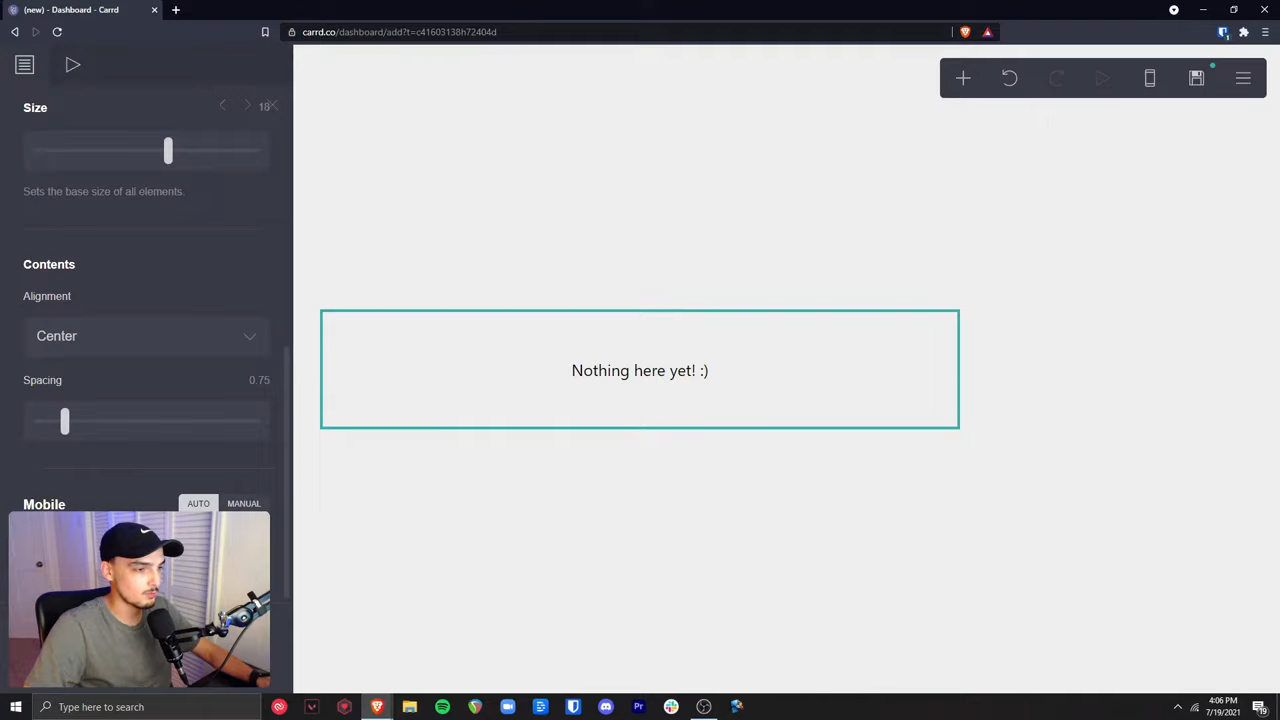 (new) - Dashboard - Carrd
carrd.co/dashboard/add?t=c41603138h72404d
Size
18
Sets the base size of all elements.
Contents
Alignment
Center
Spacing
0.75
Mobile
AUTO
MANUAL
Nothing here yet! :)
Type here to search
Pr
4:06 PM
7/19/2021
19